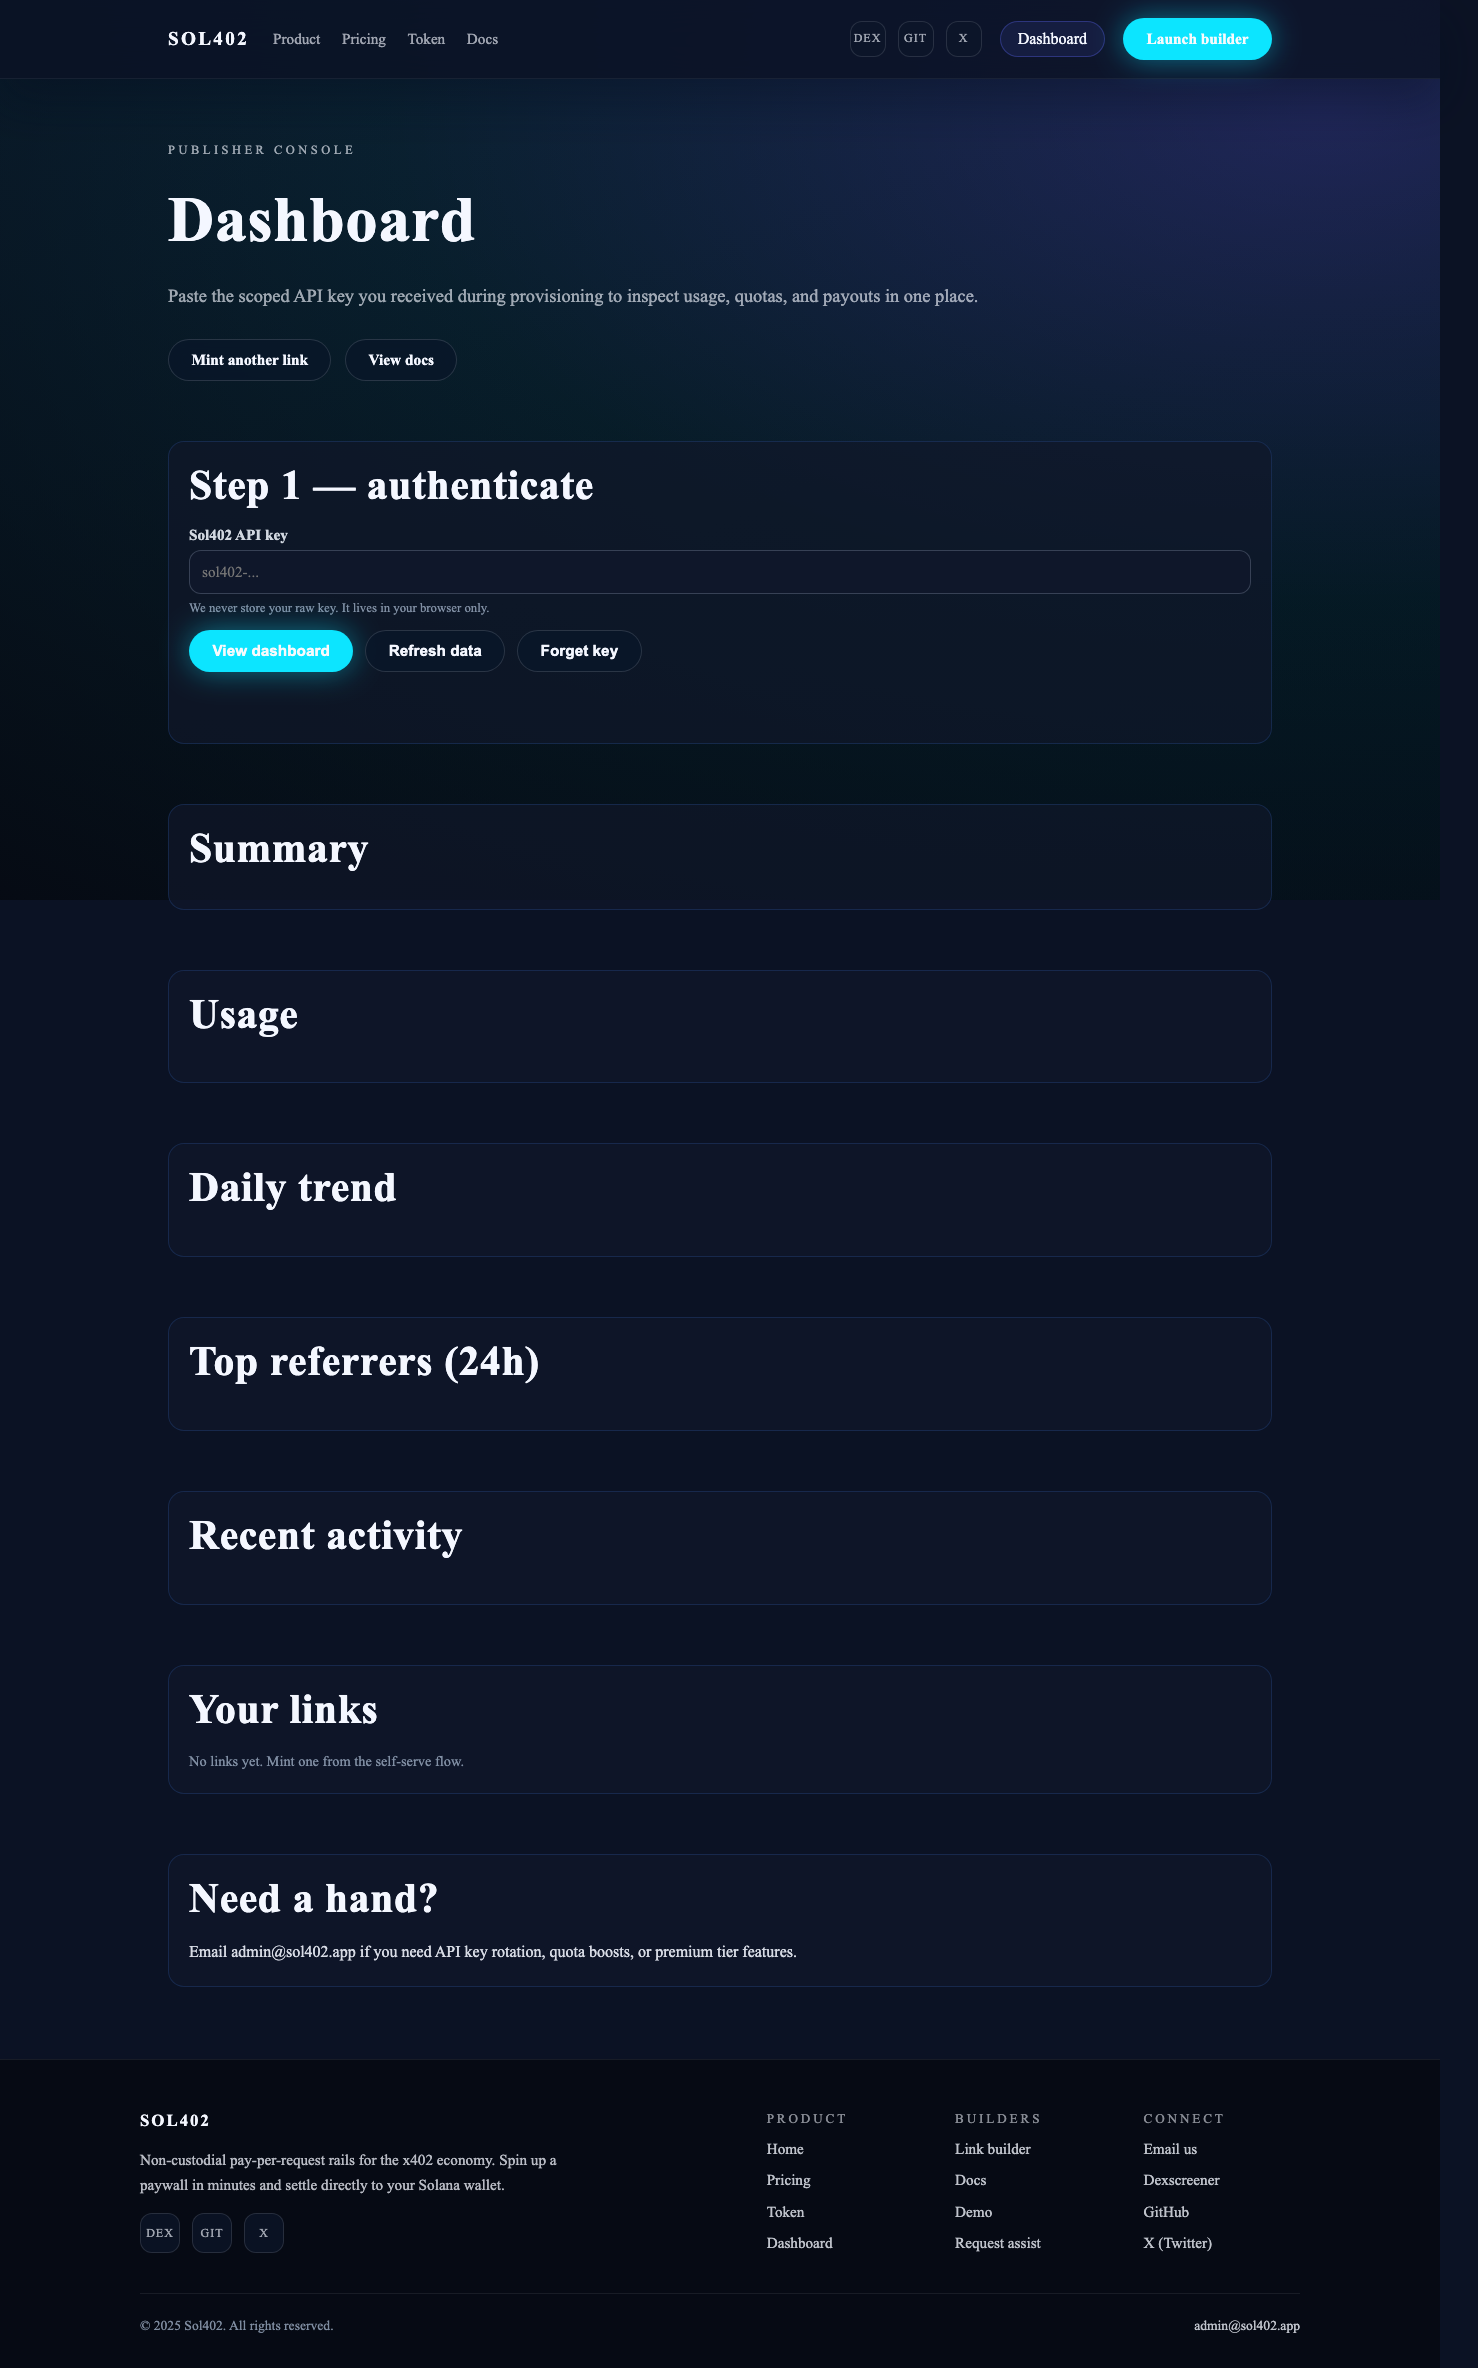 SOL402
Product
Pricing
Token
Docs
DEX
GIT
X
Dashboard
Launch builder
PUBLISHER CONSOLE
Dashboard
Paste the scoped API key you received during provisioning to inspect usage, quotas, and payouts in one place.
Mint another link
View docs
Step 1 — authenticate
Sol402 API key
sol402-...
We never store your raw key. It lives in your browser only.
View dashboard
Refresh data
Forget key
Summary
Usage
Daily trend
Top referrers (24h)
Recent activity
Your links
No links yet. Mint one from the self-serve flow.
Need a hand?
Email admin@sol402.app if you need API key rotation, quota boosts, or premium tier features.
SOL402
Non-custodial pay-per-request rails for the x402 economy. Spin up a
paywall in minutes and settle directly to your Solana wallet.
DEX
GIT
X
PRODUCT
Home
Pricing
Token
Dashboard
BUILDERS
Link builder
Docs
Demo
Request assist
CONNECT
Email us
Dexscreener
GitHub
X (Twitter)
© 2025 Sol402. All rights reserved.
admin@sol402.app